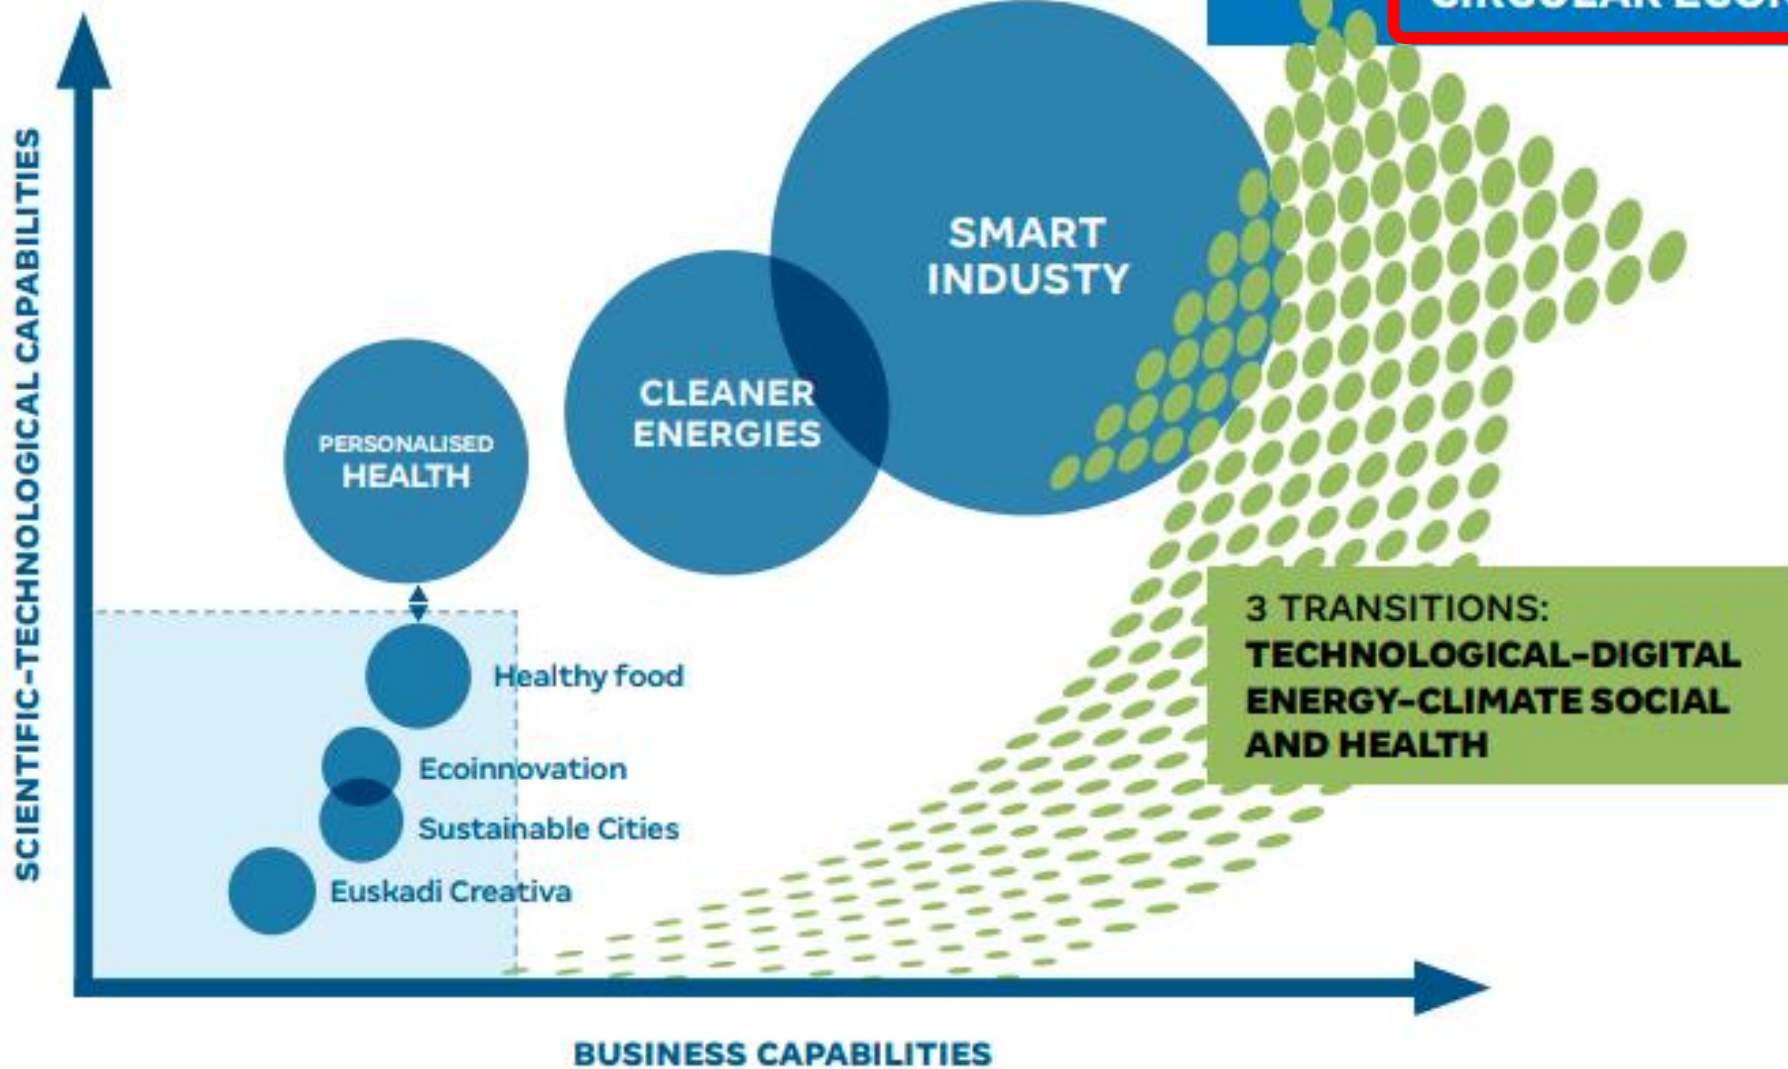 CIRCULAR
SCIENTIFIC-TECHNOLOGICAL CAPABILITIES
SMART
INDUSTY
CLEANER
ENERGIES
PERSONALISED
HEALTH
Healthy food
Ecoinnovation
Sustainable Cities
Euskadi Creativa
3 TRANSITIONS:
TECHNOLOGICAL-DIGITAL
ENERGY-CLIMATE SOCIAL
AND HEALTH
BUSINESS CAPABILITIES